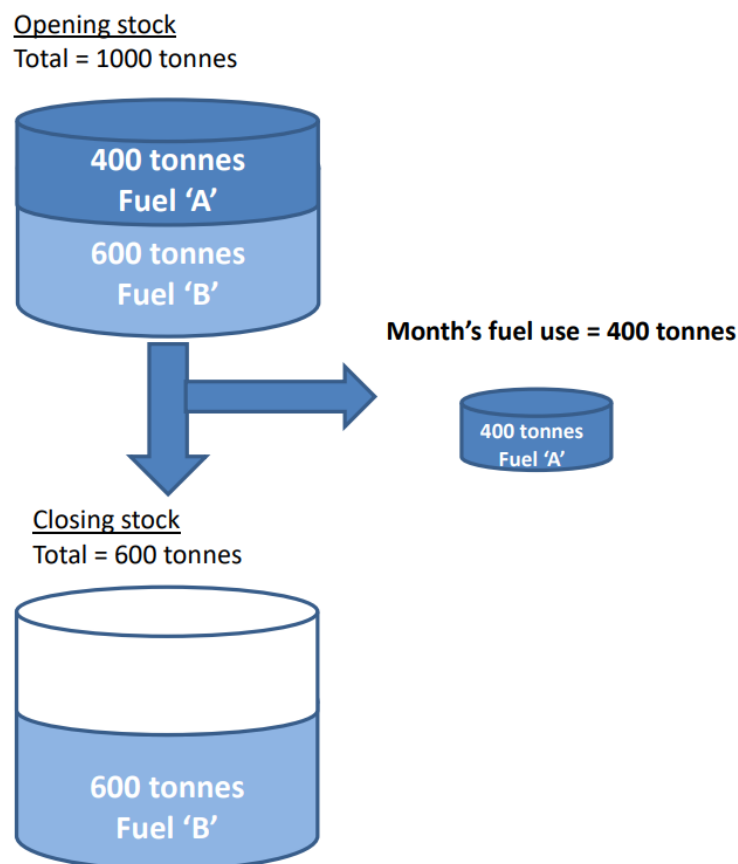 Opening stock
Total = 1000 tonnes
400 tonnes
Fuel ‘A’
600 tonnes
Fuel ‘B’
Month’s fuel use = 400 tonnes
400 tonnes
Fuel ‘A’
Closing stock
Total = 600 tonnes
600 tonnes
Fuel ‘B’